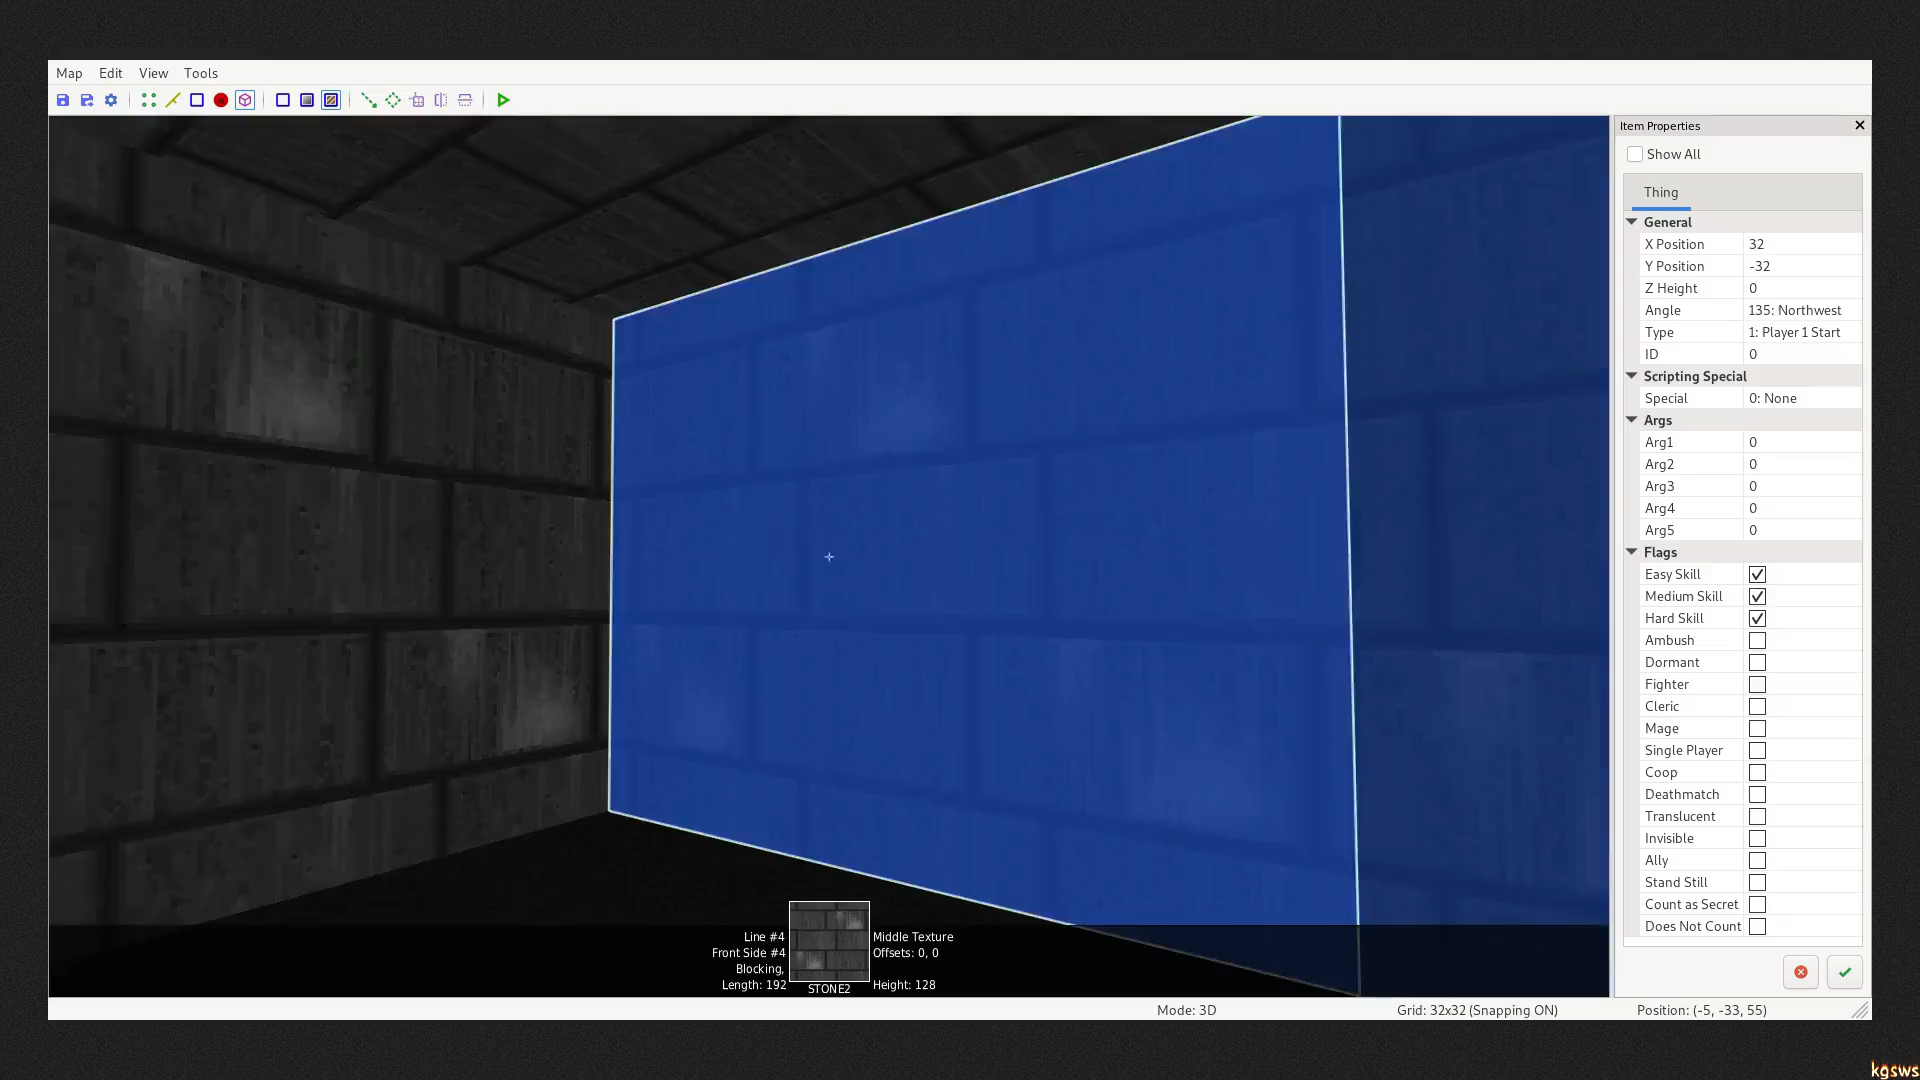 Map Edit View Tools
Item Properties
Show All
Thing
General
X Position 32
Y Position -32
Z Height 0
Angle 135: Northwest
Type 1: Player 1 Start
ID 0
Scripting Special
Special 0: None
Args
Arg1 0
Arg2 0
Arg3 0
Arg4 0
Arg5 0
Flags
Easy Skill
Medium Skill
Hard Skill
Ambush
Dormant
Fighter
Cleric
Mage
Single Player
Coop
Deathmatch
Translucent
Invisible
Ally
Stand Still
Count as Secret
Does Not Count
Line #4 Middle Texture
Front Side #4 Offsets: 0, 0
Blocking,
Length: 192 Height: 128
STONE2
Mode: 3D Grid: 32x32 (Snapping ON) Position: (-5, -33, 55)
kgsws